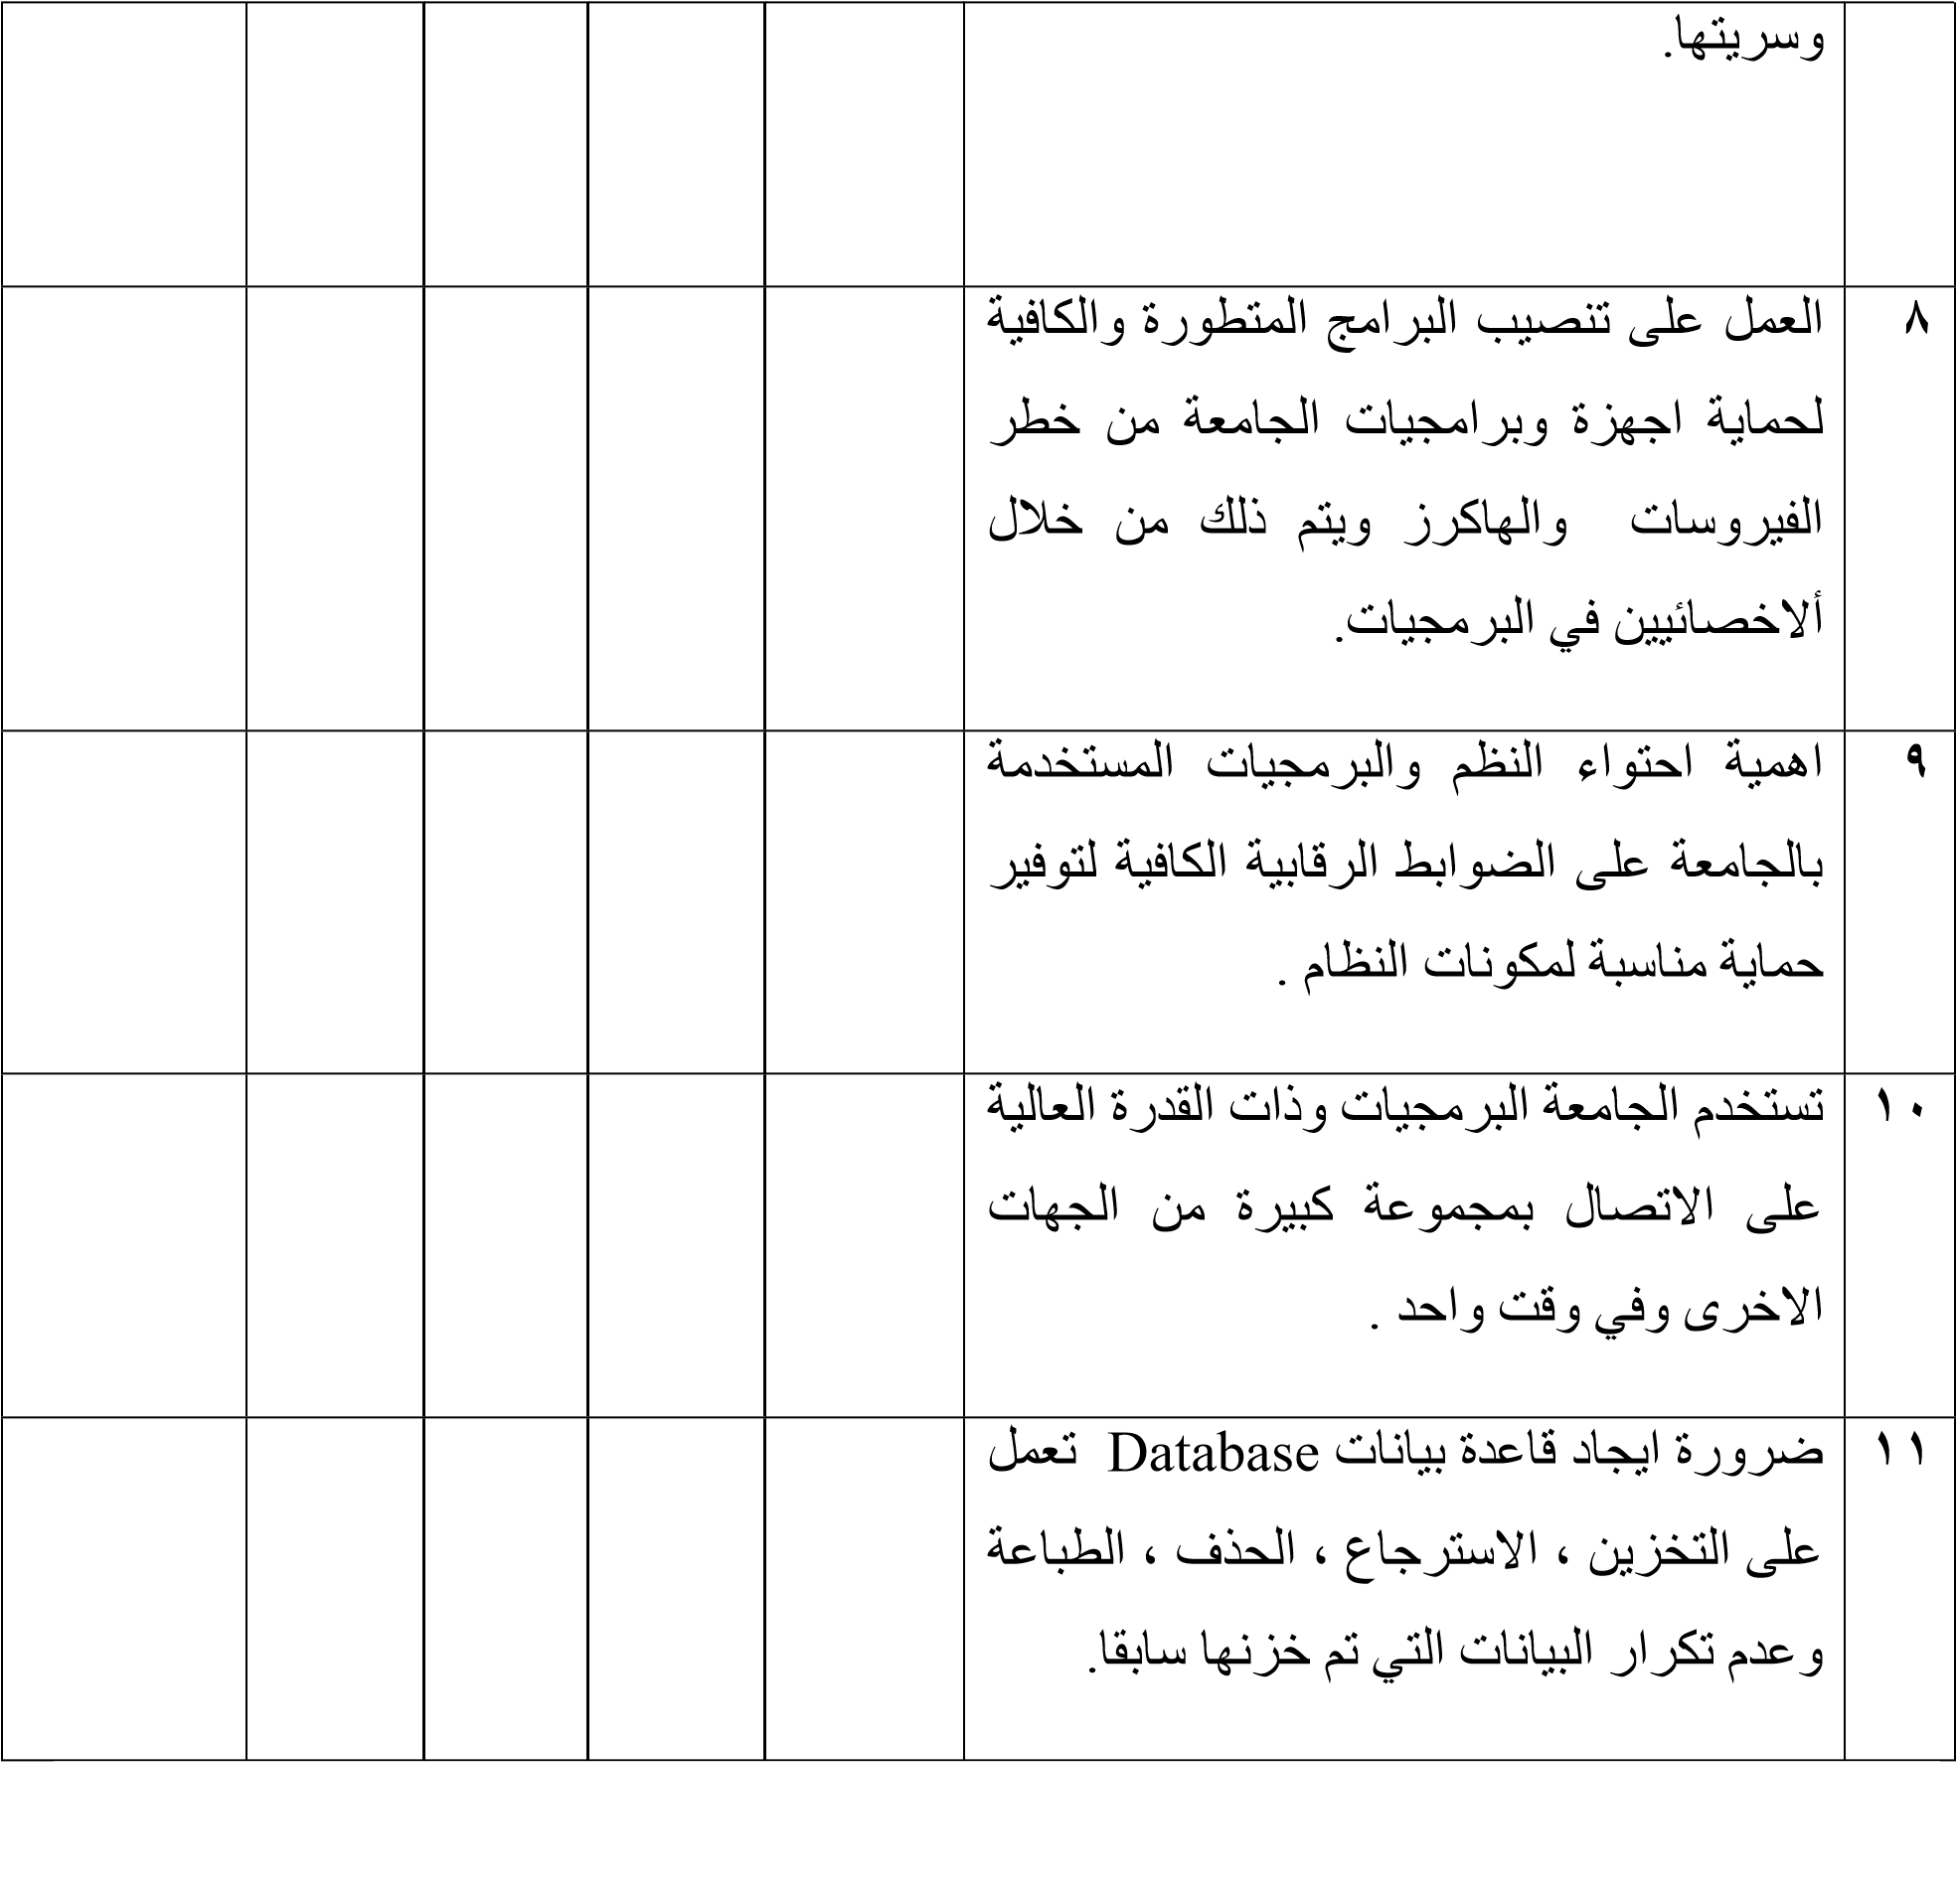 وسريتها.
٨ العمل على تنصيب البرامج المتطورة والكافية
لحماية اجهزة وبرامجيات الجامعة من خطر
الفيروسات والهاكرز ويتم ذلك من خلال
ألاخصائيين في البرمجيات.
٩ اهمية احتواء النظم والبرمجيات المستخدمة
بالجامعة على الضوابط الرقابية الكافية لتوفير
حماية مناسبة لمكونات النظام .
١٠ تستخدم الجامعة البرمجيات وذات القدرة العالية
على الاتصال بمجموعة كبيرة من الجهات
الاخرى وفي وقت واحد .
١١ ضرورة ايجاد قاعدة بيانات Database تعمل
على التخزين ، الاسترجاع ، الحذف ، الطباعة
وعدم تكرار البيانات التي تم خزنها سابقا.